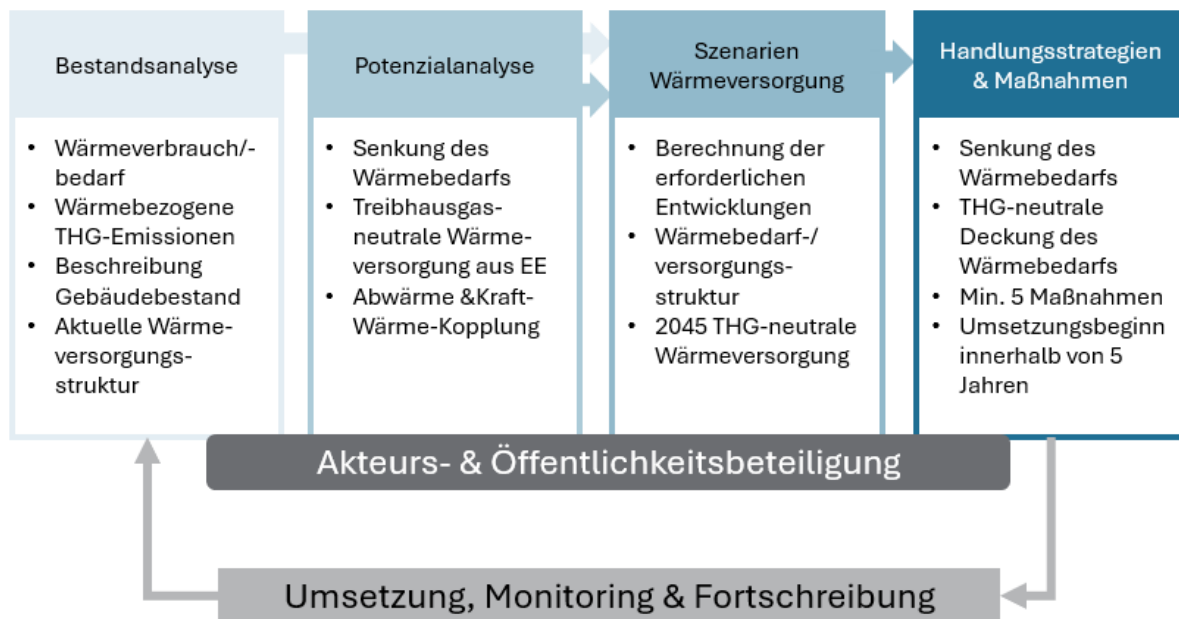 Bestandsanalyse
• Wärmeverbrauch/-
bedarf
• Wärmebezogene
THG-Emissionen
• Beschreibung
Gebäudebestand
• Aktuelle Wärme-
versorgungs-
struktur
Potenzialanalyse
• Senkung des
Wärmebedarfs
• Treibhausgas-
neutrale Wärme-
versorgung aus EE
• Abwärme &Kraft-
Wärme-Kopplung
Szenarien
Wärmeversorgung
• Berechnung der
erforderlichen
Entwicklungen
• Wärmebedarf-/
versorgungs-
struktur
• 2045 THG-neutrale
Wärmeversorgung
Handlungsstrategien
& Maßnahmen
• Senkung des
Wärmebedarfs
• THG-neutrale
Deckung des
Wärmebedarfs
• Min. 5 Maßnahmen
• Umsetzungsbeginn
innerhalb von 5
Jahren
Akteurs- & Öffentlichkeitsbeteiligung
Umsetzung, Monitoring & Fortschreibung